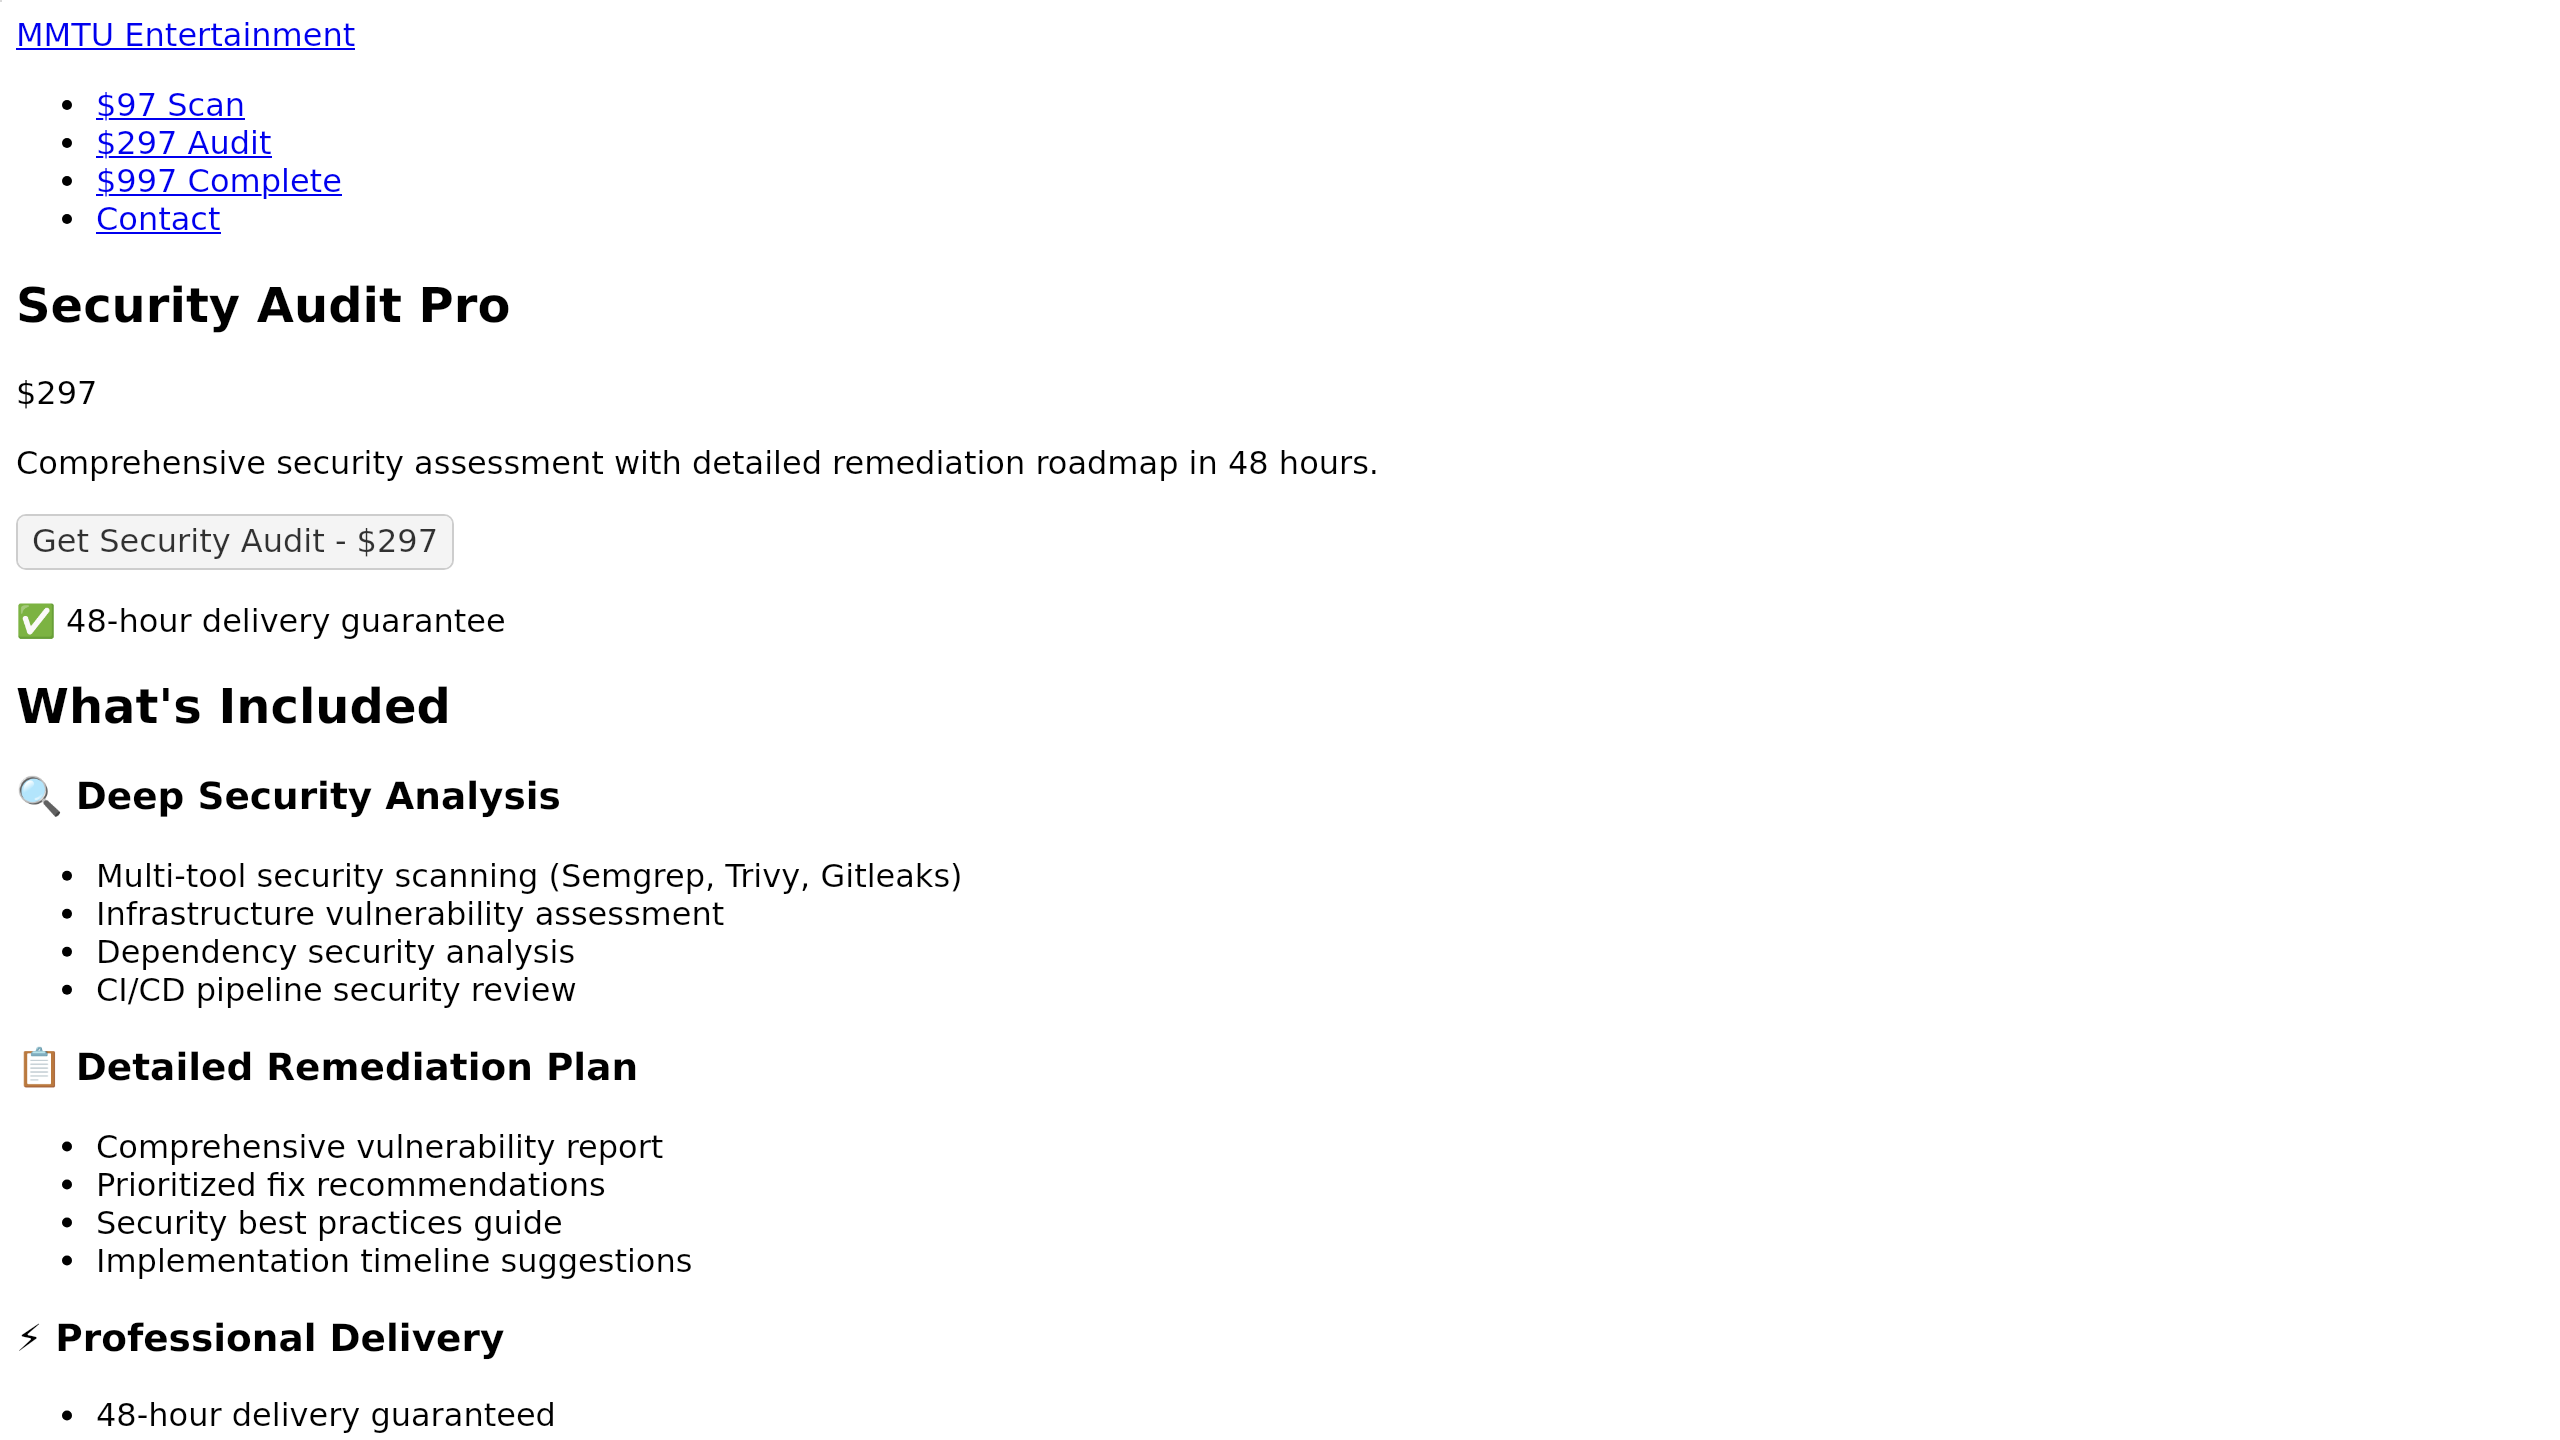 MMTU Entertainment
• $97 Scan
• $297 Audit
• $997 Complete
• Contact
Security Audit Pro
$297
Comprehensive security assessment with detailed remediation roadmap in 48 hours.
Get Security Audit - $297
✅ 48-hour delivery guarantee
What's Included
🔍 Deep Security Analysis
• Multi-tool security scanning (Semgrep, Trivy, Gitleaks)
• Infrastructure vulnerability assessment
• Dependency security analysis
• CI/CD pipeline security review
📋 Detailed Remediation Plan
• Comprehensive vulnerability report
• Prioritized fix recommendations
• Security best practices guide
• Implementation timeline suggestions
⚡ Professional Delivery
• 48-hour delivery guaranteed